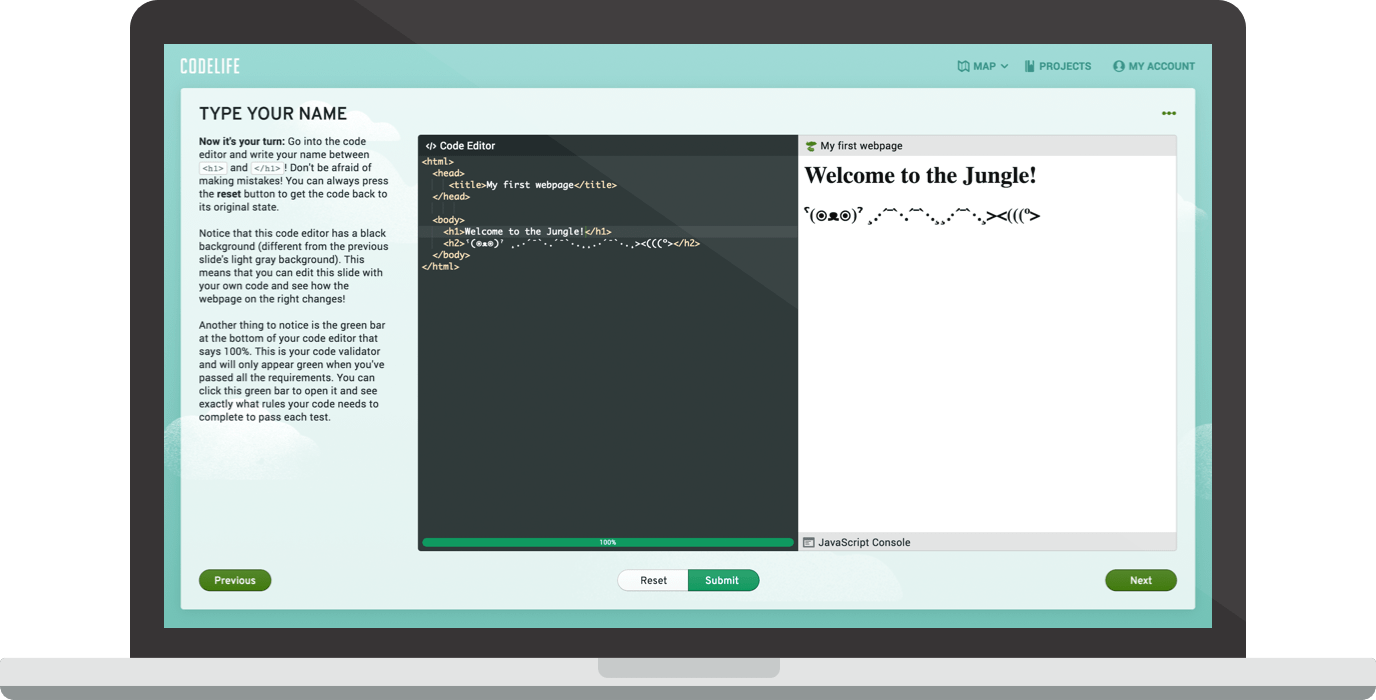 CODELIFE
MAP
PROJECTS
MY ACCOUNT
TYPE YOUR NAME
Now it's your turn: Go into the code
editor and write your name between
<h1> and </h1> ! Don't be afraid of
making mistakes! You can always press
the reset button to get the code back to
its original state.
Notice that this code editor has a black
background (different from the previous
slide's light gray background). This
means that you can edit this slide with
your own code and see how the
webpage on the right changes!
Another thing to notice is the green bar
at the bottom of your code editor that
says 100%. This is your code validator
and will only appear green when you've
passed all the requirements. You can
click this green bar to open it and see
exactly what rules your code needs to
complete to pass each test.
</> Code Editor
<html>
<head>
<title>My first webpage</title>
</head>
<body>
<h1>Welcome to the Jungle!</h1>
<h2>ʕ(⊙ᴥ⊙)ʔ ¸.·´¯`·.´¯`·.¸¸.·´¯`·.¸><(((º></h2>
</body>
</html>
100%
My first webpage
Welcome to the Jungle!
ʕ(⊙ᴥ⊙)ʔ ¸.·´¯`·.´¯`·.¸¸.·´¯`·.¸><(((º>
JavaScript Console
Previous
Reset
Submit
Next